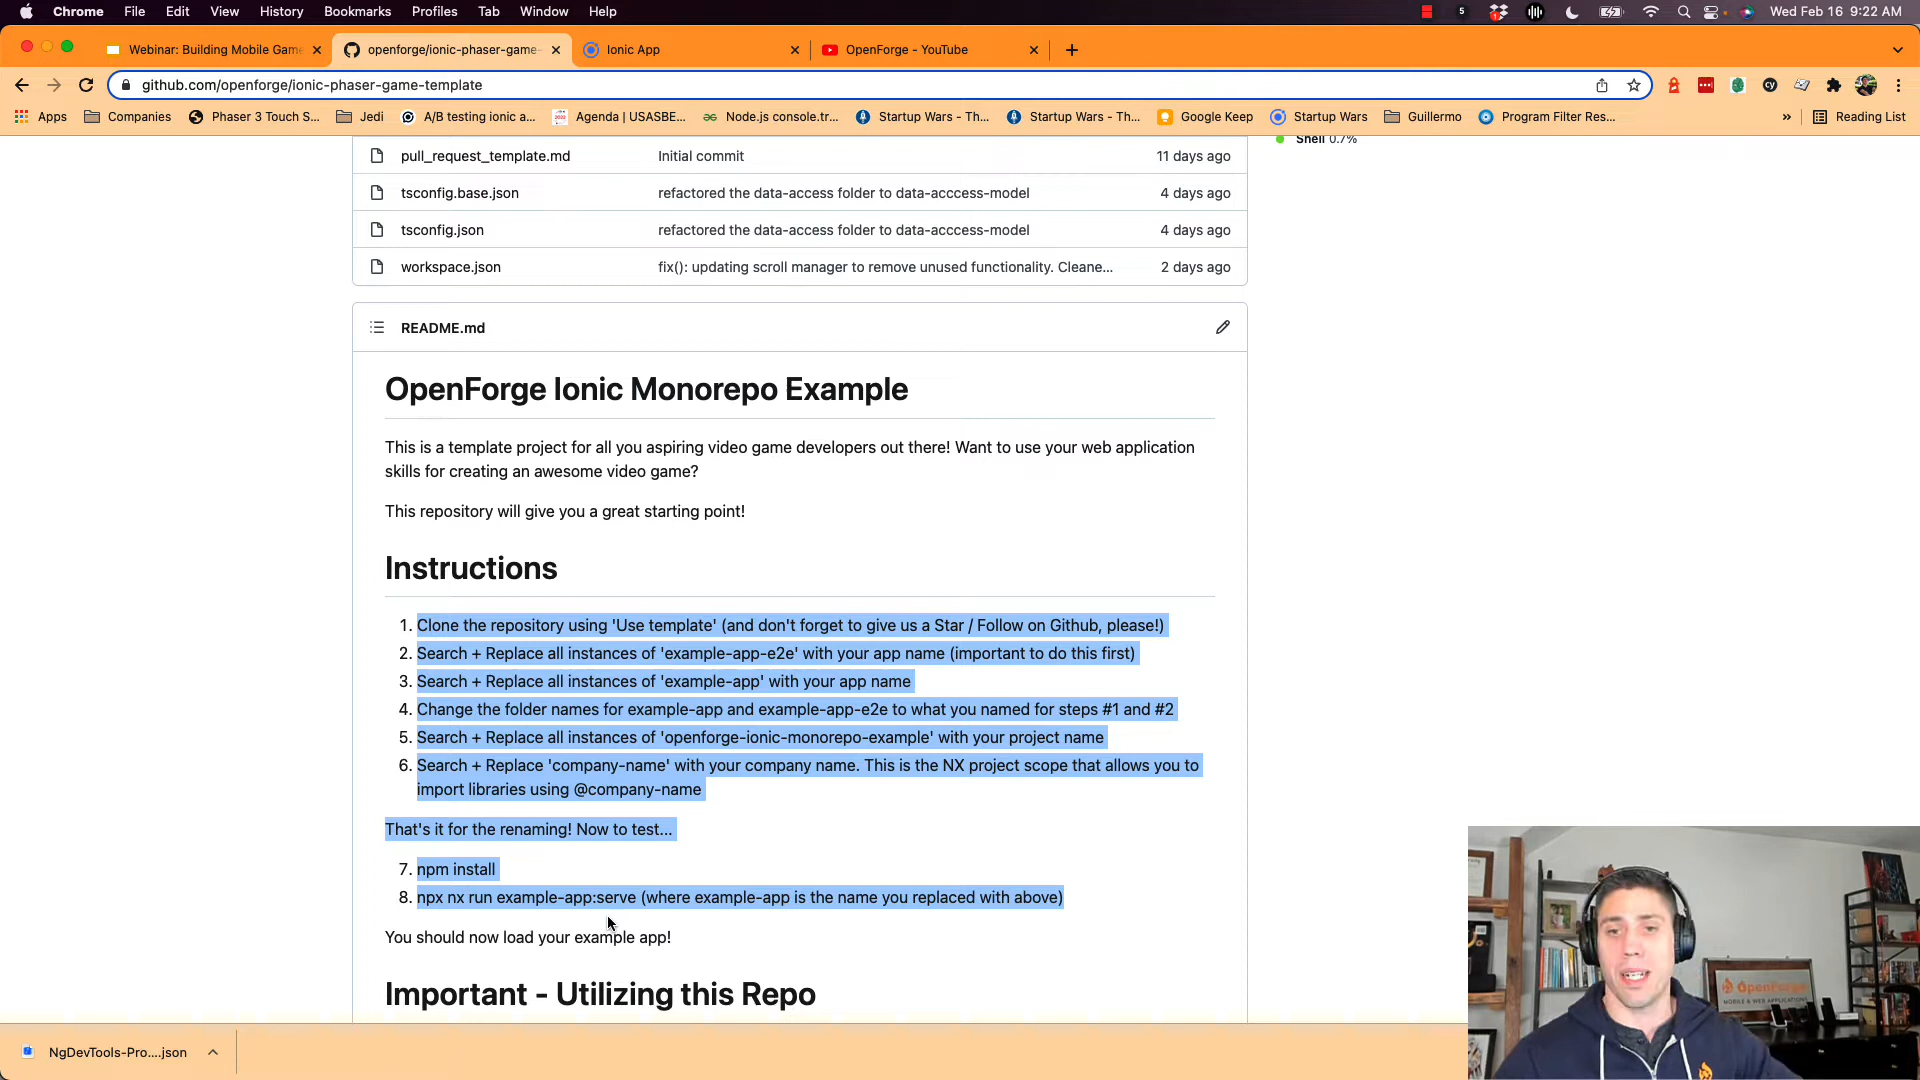 Chrome File Edit View History Bookmarks Profiles Tab Window Help 5 1 Wed Feb 16 9:22 AM
Webinar: Building Mobile Game openforge/ionic-phaser-game- Ionic App OpenForge - YouTube
github.com/openforge/ionic-phaser-game-template
Apps Companies Phaser 3 Touch S... Jedi A/B testing ionic a... Agenda | USASBE... Node.js console.tr... Startup Wars - Th... Startup Wars - Th... Google Keep Startup Wars Guillermo Program Filter Res... » Reading List
Shell 0.7%
pull_request_template.md Initial commit 11 days ago
tsconfig.base.json refactored the data-access folder to data-acccess-model 4 days ago
tsconfig.json refactored the data-access folder to data-acccess-model 4 days ago
workspace.json fix(): updating scroll manager to remove unused functionality. Cleane... 2 days ago
README.md
OpenForge Ionic Monorepo Example
This is a template project for all you aspiring video game developers out there! Want to use your web application
skills for creating an awesome video game?
This repository will give you a great starting point!
Instructions
1. Clone the repository using 'Use template' (and don't forget to give us a Star / Follow on Github, please!)
2. Search + Replace all instances of 'example-app-e2e' with your app name (important to do this first)
3. Search + Replace all instances of 'example-app' with your app name
4. Change the folder names for example-app and example-app-e2e to what you named for steps #1 and #2
5. Search + Replace all instances of 'openforge-ionic-monorepo-example' with your project name
6. Search + Replace 'company-name' with your company name. This is the NX project scope that allows you to
import libraries using @company-name
That's it for the renaming! Now to test...
7. npm install
8. npx nx run example-app:serve (where example-app is the name you replaced with above)
You should now load your example app!
Important - Utilizing this Repo
NgDevTools-Pro....json
OpenForge
MOBILE & WEB APPLICATIONS